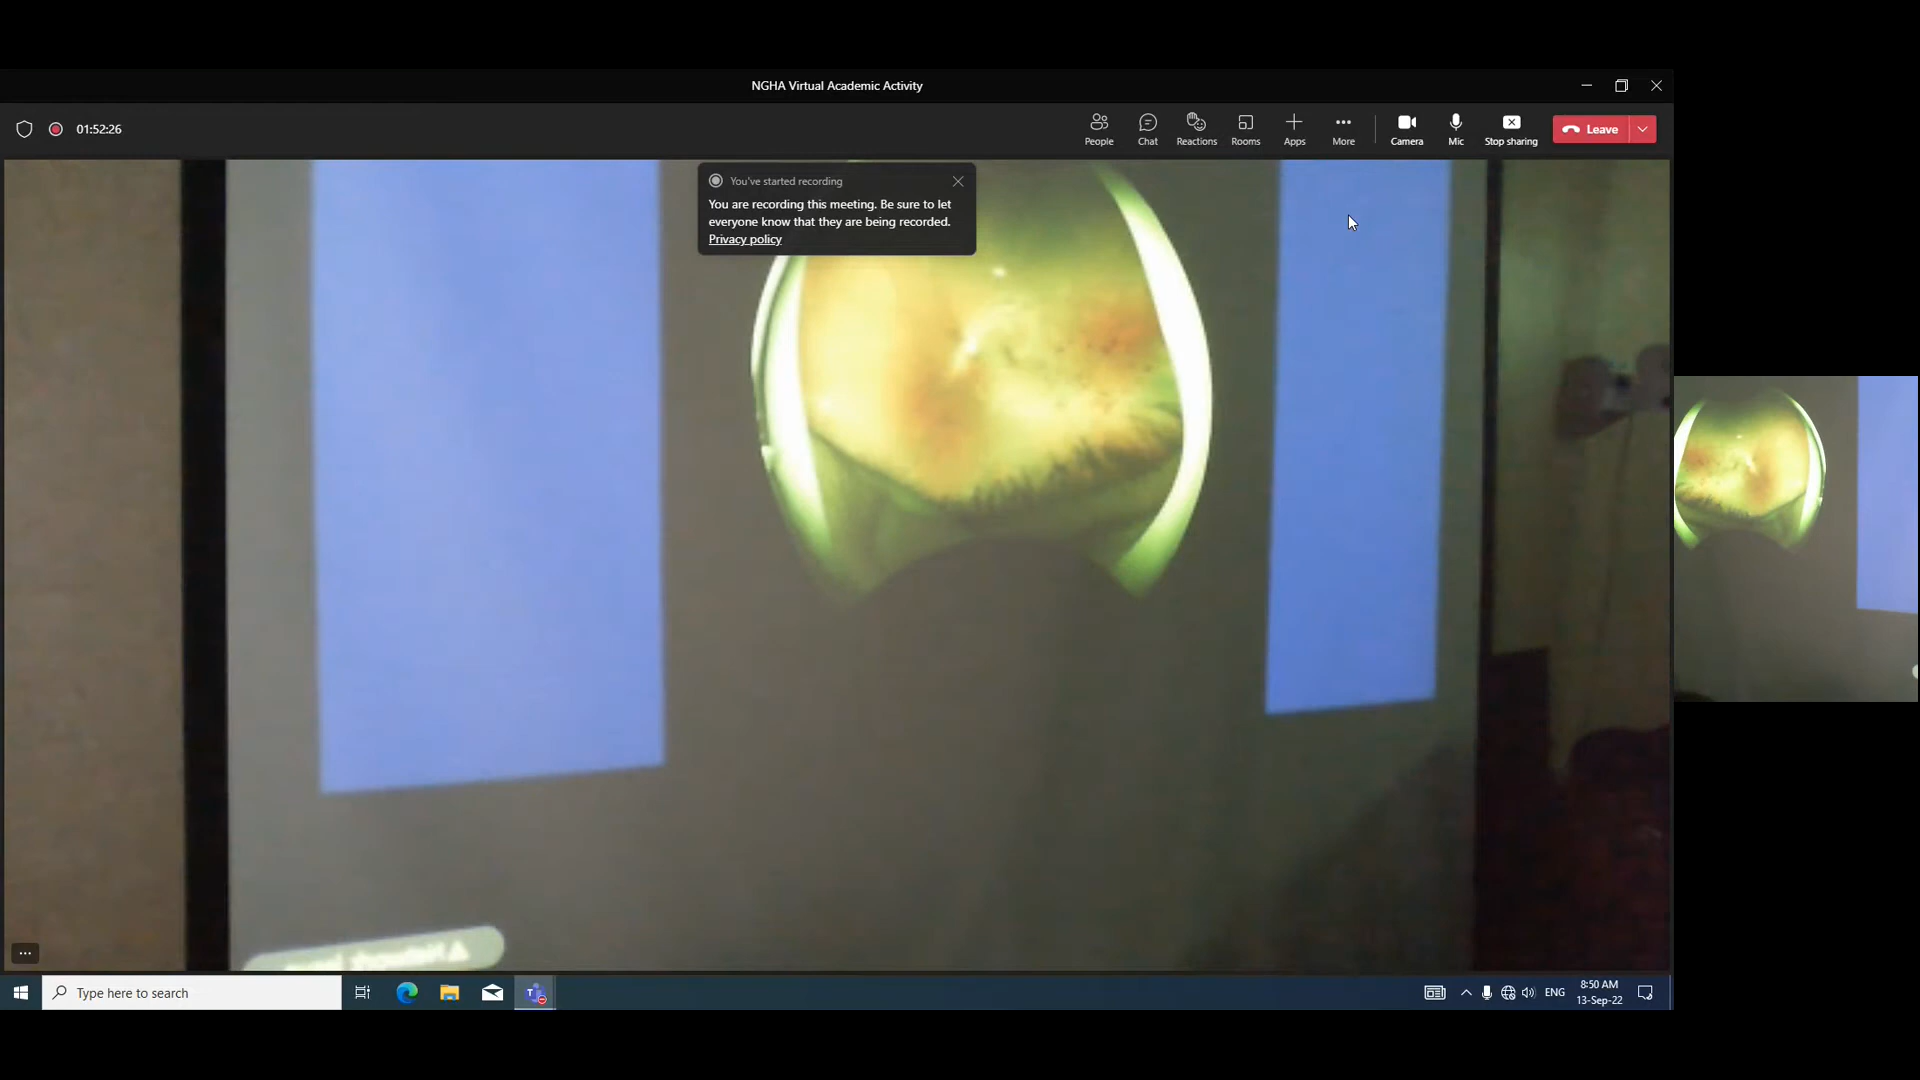 NGHA Virtual Academic Activity
01:52:26
People
Chat
Reactions
Rooms
Apps
More
Camera
Mic
Stop sharing
Leave
You've started recording
You are recording this meeting. Be sure to let
everyone know that they are being recorded.
Privacy policy
Type here to search
ENG
8:50 AM
13-Sep-22